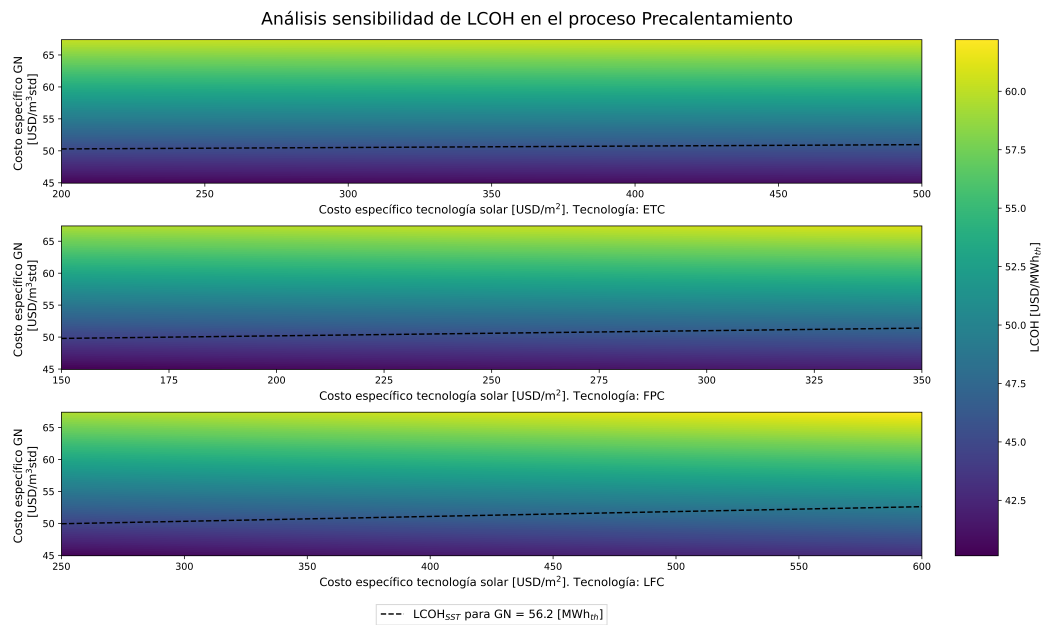 Análisis sensibilidad de LCOH en el proceso Precalentamiento
Costo específico GN
[USD/m³std]
65
60
55
50
45
200 250 300 350 400 450 500
Costo específico tecnología solar [USD/m²]. Tecnología: ETC
Costo específico GN
[USD/m³std]
65
60
55
50
45
150 175 200 225 250 275 300 325 350
Costo específico tecnología solar [USD/m²]. Tecnología: FPC
Costo específico GN
[USD/m³std]
65
60
55
50
45
250 300 350 400 450 500 550 600
Costo específico tecnología solar [USD/m²]. Tecnología: LFC
60.0
57.5
55.0
52.5
50.0
47.5
45.0
42.5
LCOH [USD/MWh_th]
LCOH_SST para GN = 56.2 [MWh_th]